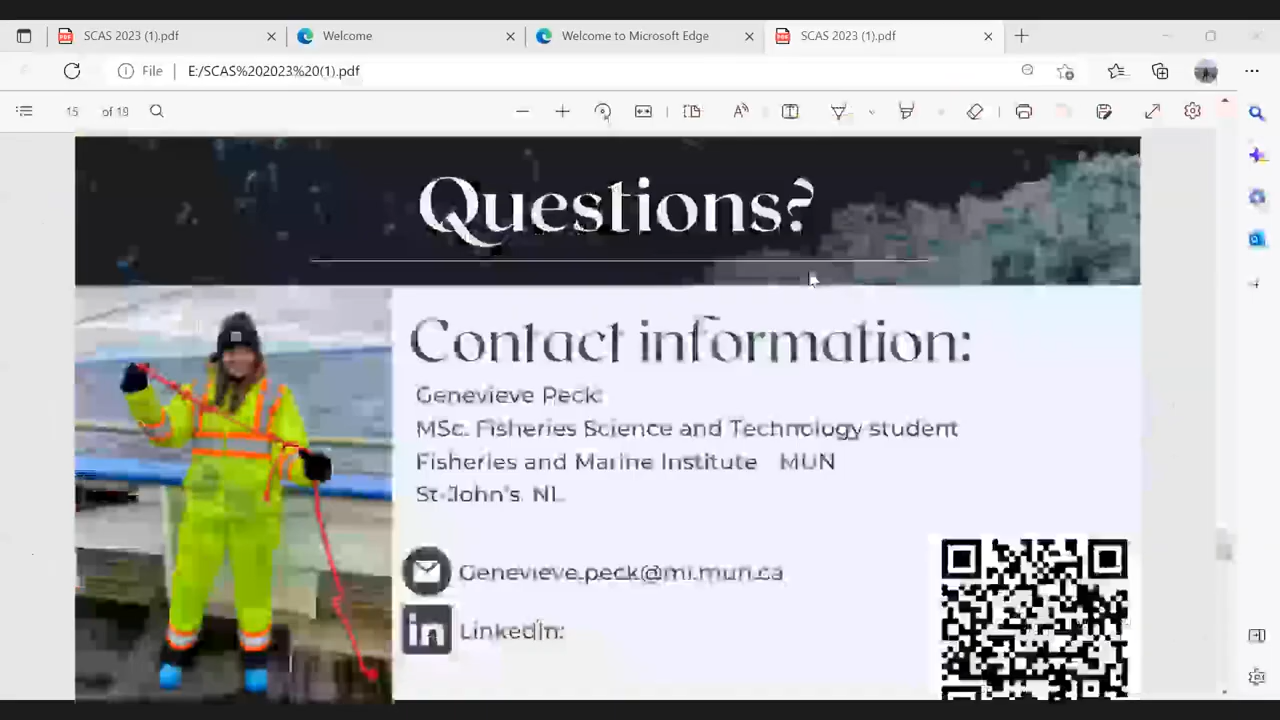 SCAS 2023 (1).pdf
Welcome
Welcome to Microsoft Edge
SCAS 2023 (1).pdf
File
E:/SCAS%202023%20(1).pdf
15 of 19
Questions?
Contact information:
Genevieve Peck
MSc. Fisheries Science and Technology student
Fisheries and Marine Institute MUN
St-John's, NL
Genevieve.peck@mi.mun.ca
in LinkedIn: